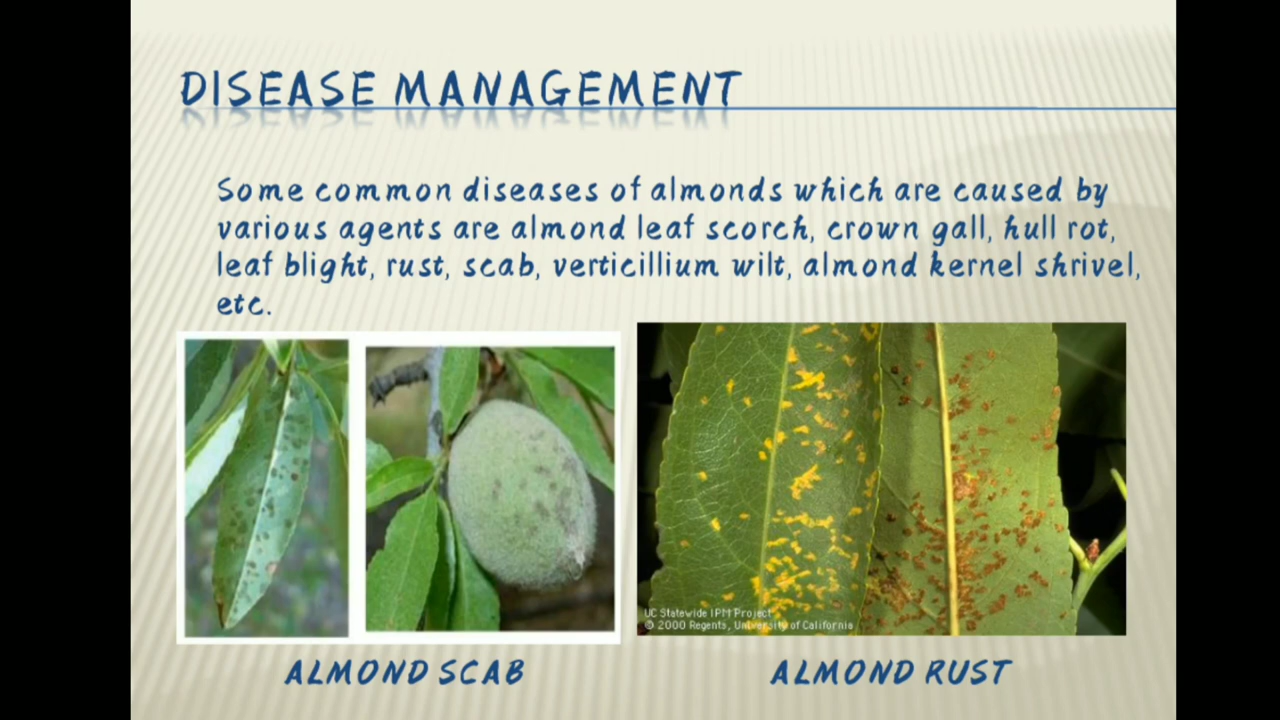 DISEASE MANAGEMENT
Some common diseases of almonds which are caused by
various agents are almond leaf scorch, crown gall, hull rot,
leaf blight, rust, scab, verticillium wilt, almond kernel shrivel,
etc.
UC Statewide IPM Project
© 2000 Regents, University of California
ALMOND SCAB
ALMOND RUST